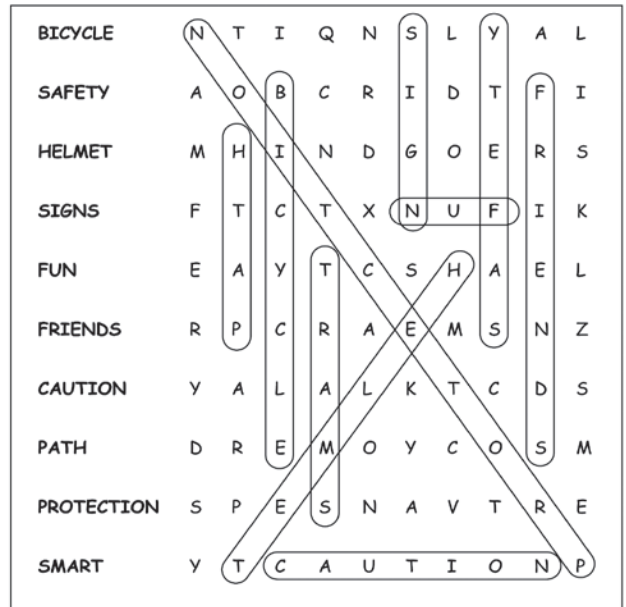 BICYCLE N T I Q N S L Y A L
SAFETY A O B C R I D T F I
HELMET M H I N D G O E R S
SIGNS F T C T X N U F I K
FUN E A Y T C S H A E L
FRIENDS R P C R A E M S N Z
CAUTION Y A L A L K T C D S
PATH D R E M O Y C O S M
PROTECTION S P E S N A V T R E
SMART Y T C A U T I O N P